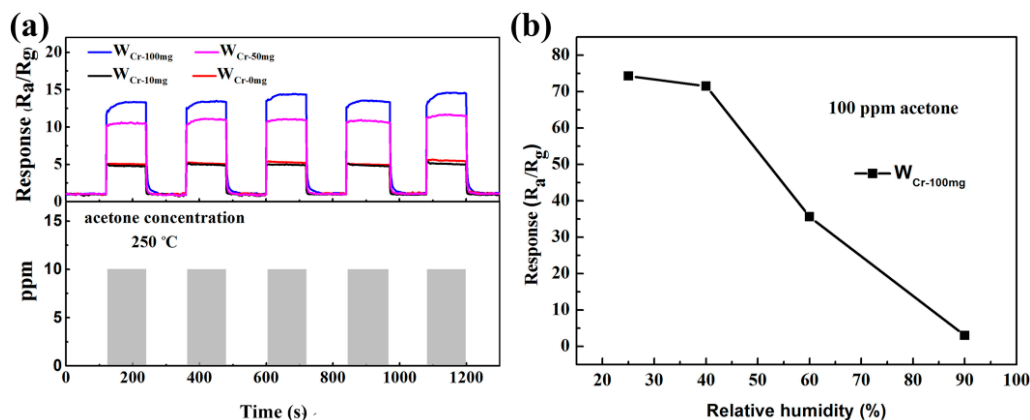 (a)
20
15
10
5
0
Response (Ra/Rg)
WCr-100mg WCr-50mg
WCr-10mg WCr-0mg
acetone concentration
250 °C
15
10
5
0
ppm
0 200 400 600 800 1000 1200
Time (s)
(b)
80
70
60
50
40
30
20
10
0
Response (Ra/Rg)
100 ppm acetone
WCr-100mg
20 30 40 50 60 70 80 90 100
Relative humidity (%)